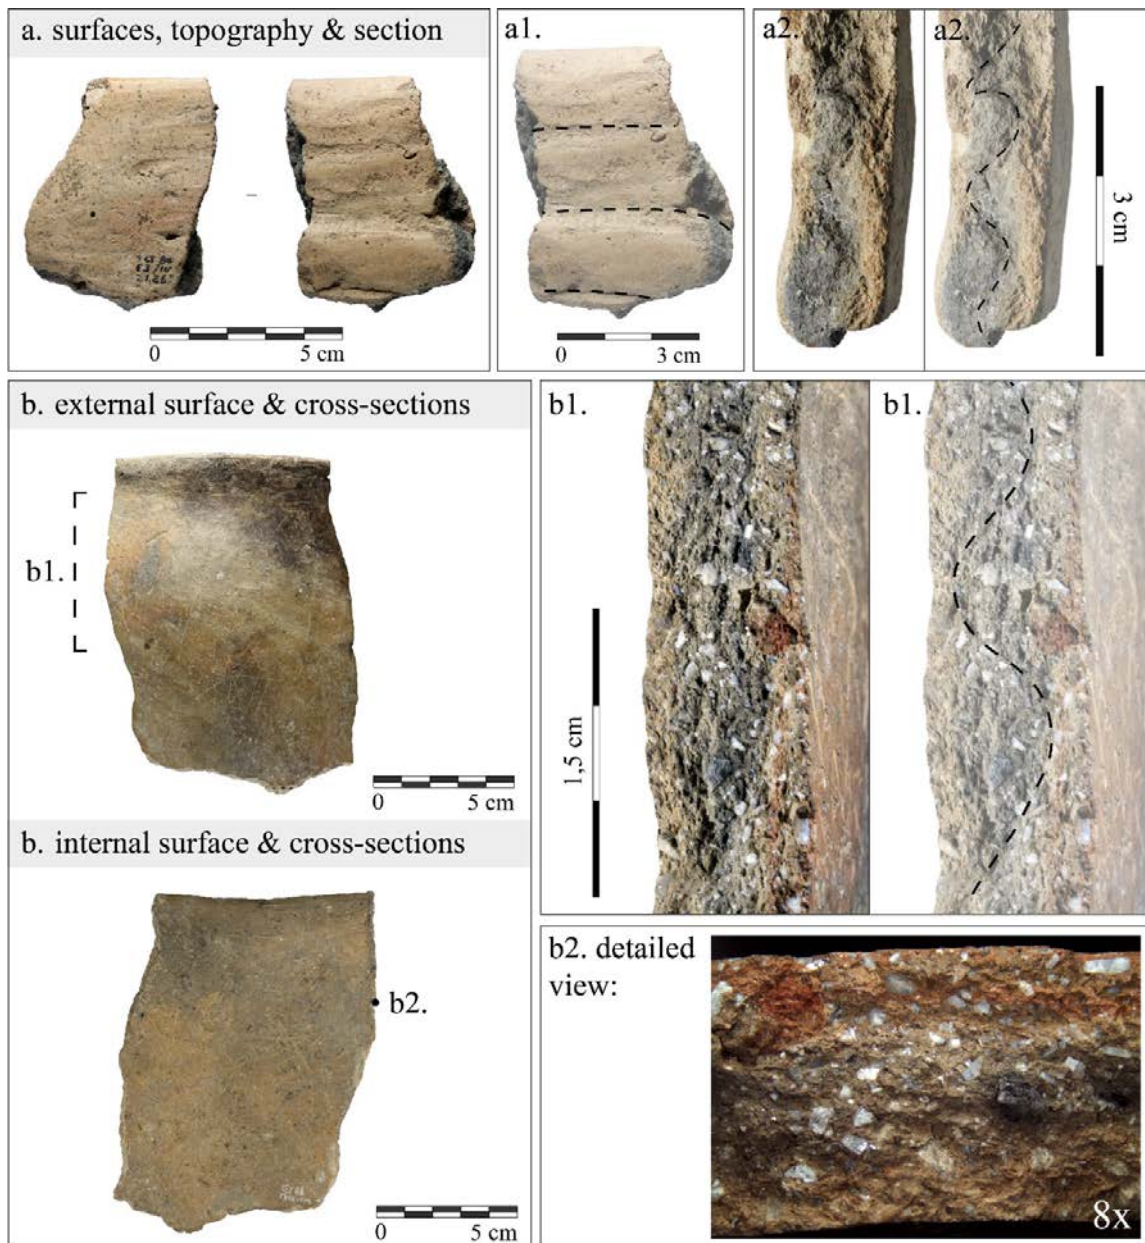 a. surfaces, topography & section
0
5 cm
a1.
0
3 cm
a2.
a2.
3 cm
b. external surface & cross-sections
b1.
0
5 cm
b. internal surface & cross-sections
b2.
0
5 cm
b1.
b1.
1,5 cm
b2. detailed
view:
8x